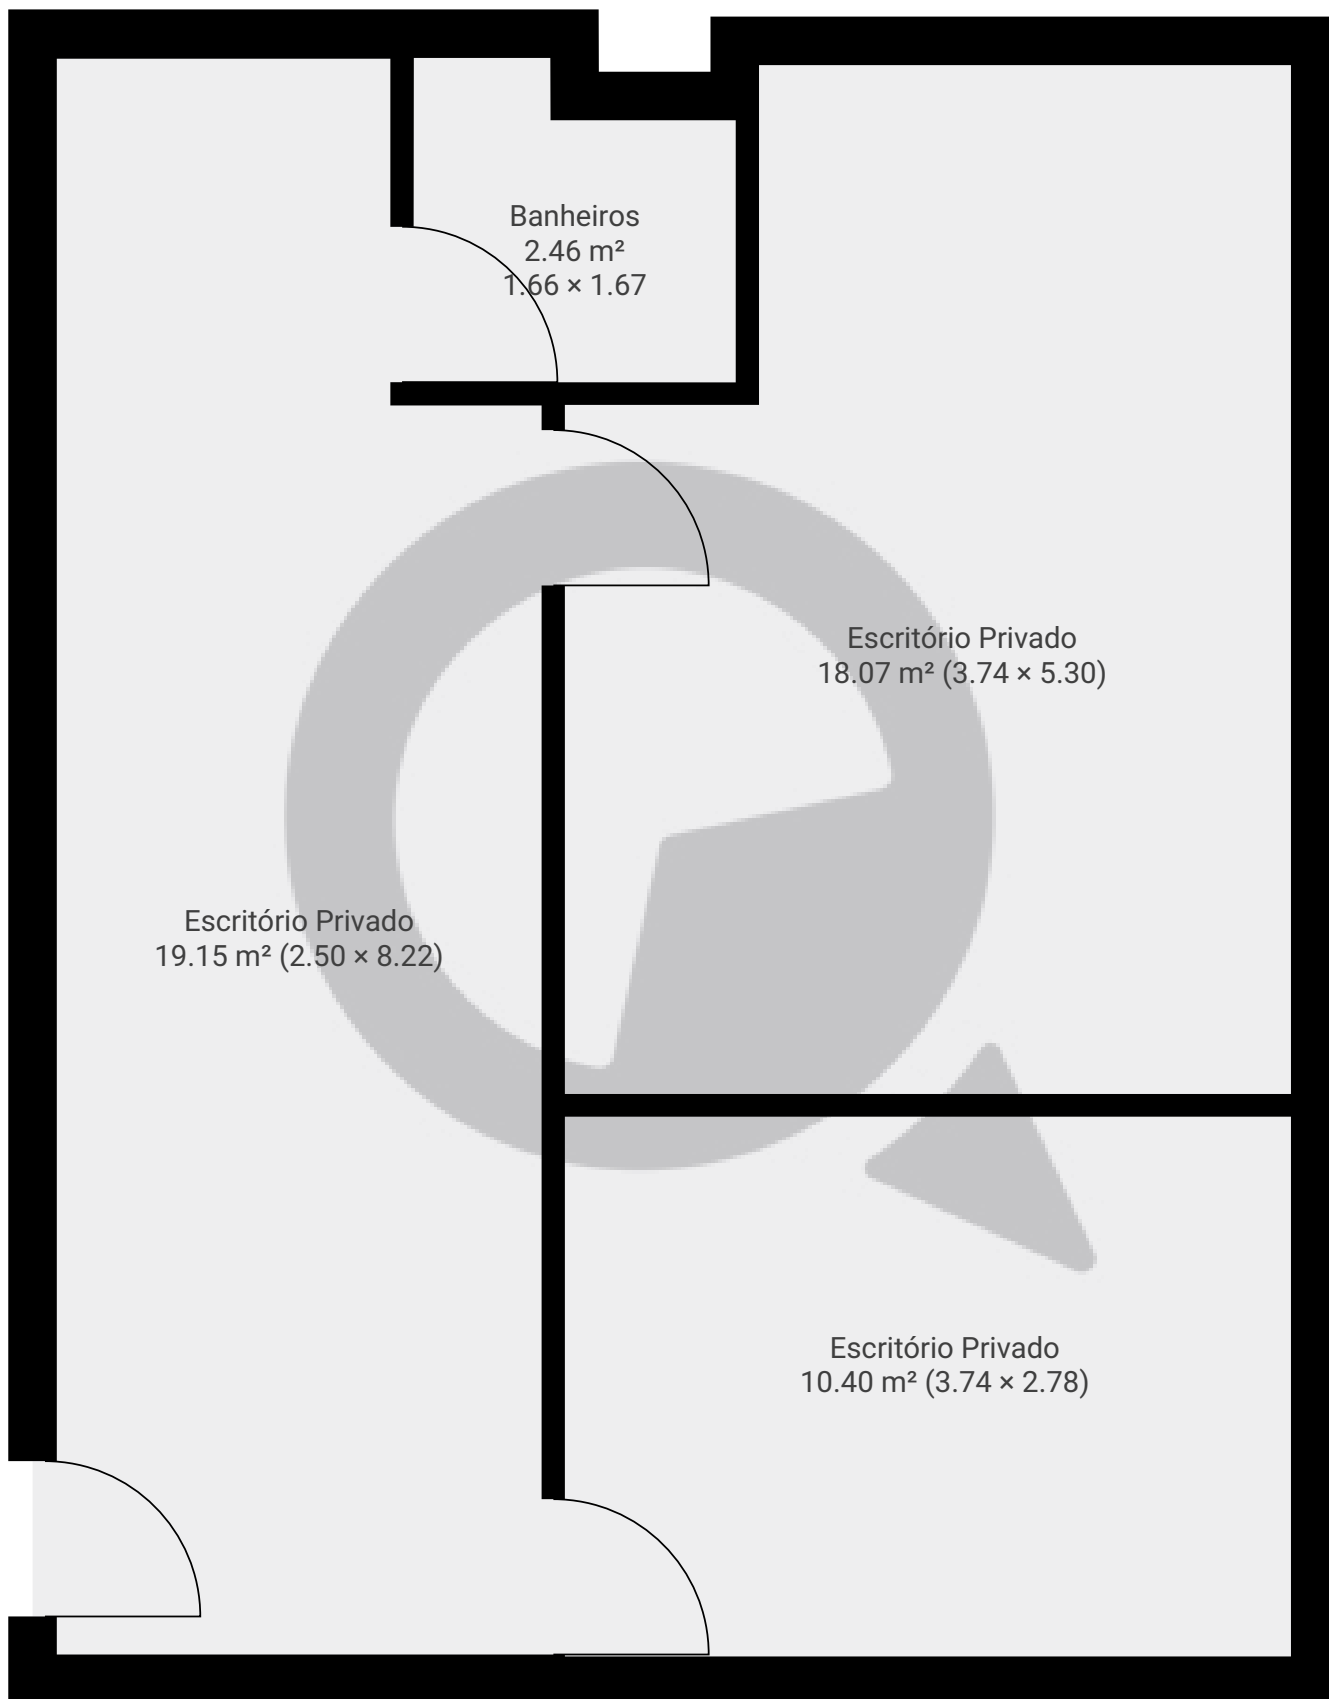 Banheiros
2.46 m²
1.66 × 1.67
Escritório Privado
18.07 m² (3.74 × 5.30)
Escritório Privado
19.15 m² (2.50 × 8.22)
Escritório Privado
10.40 m² (3.74 × 2.78)